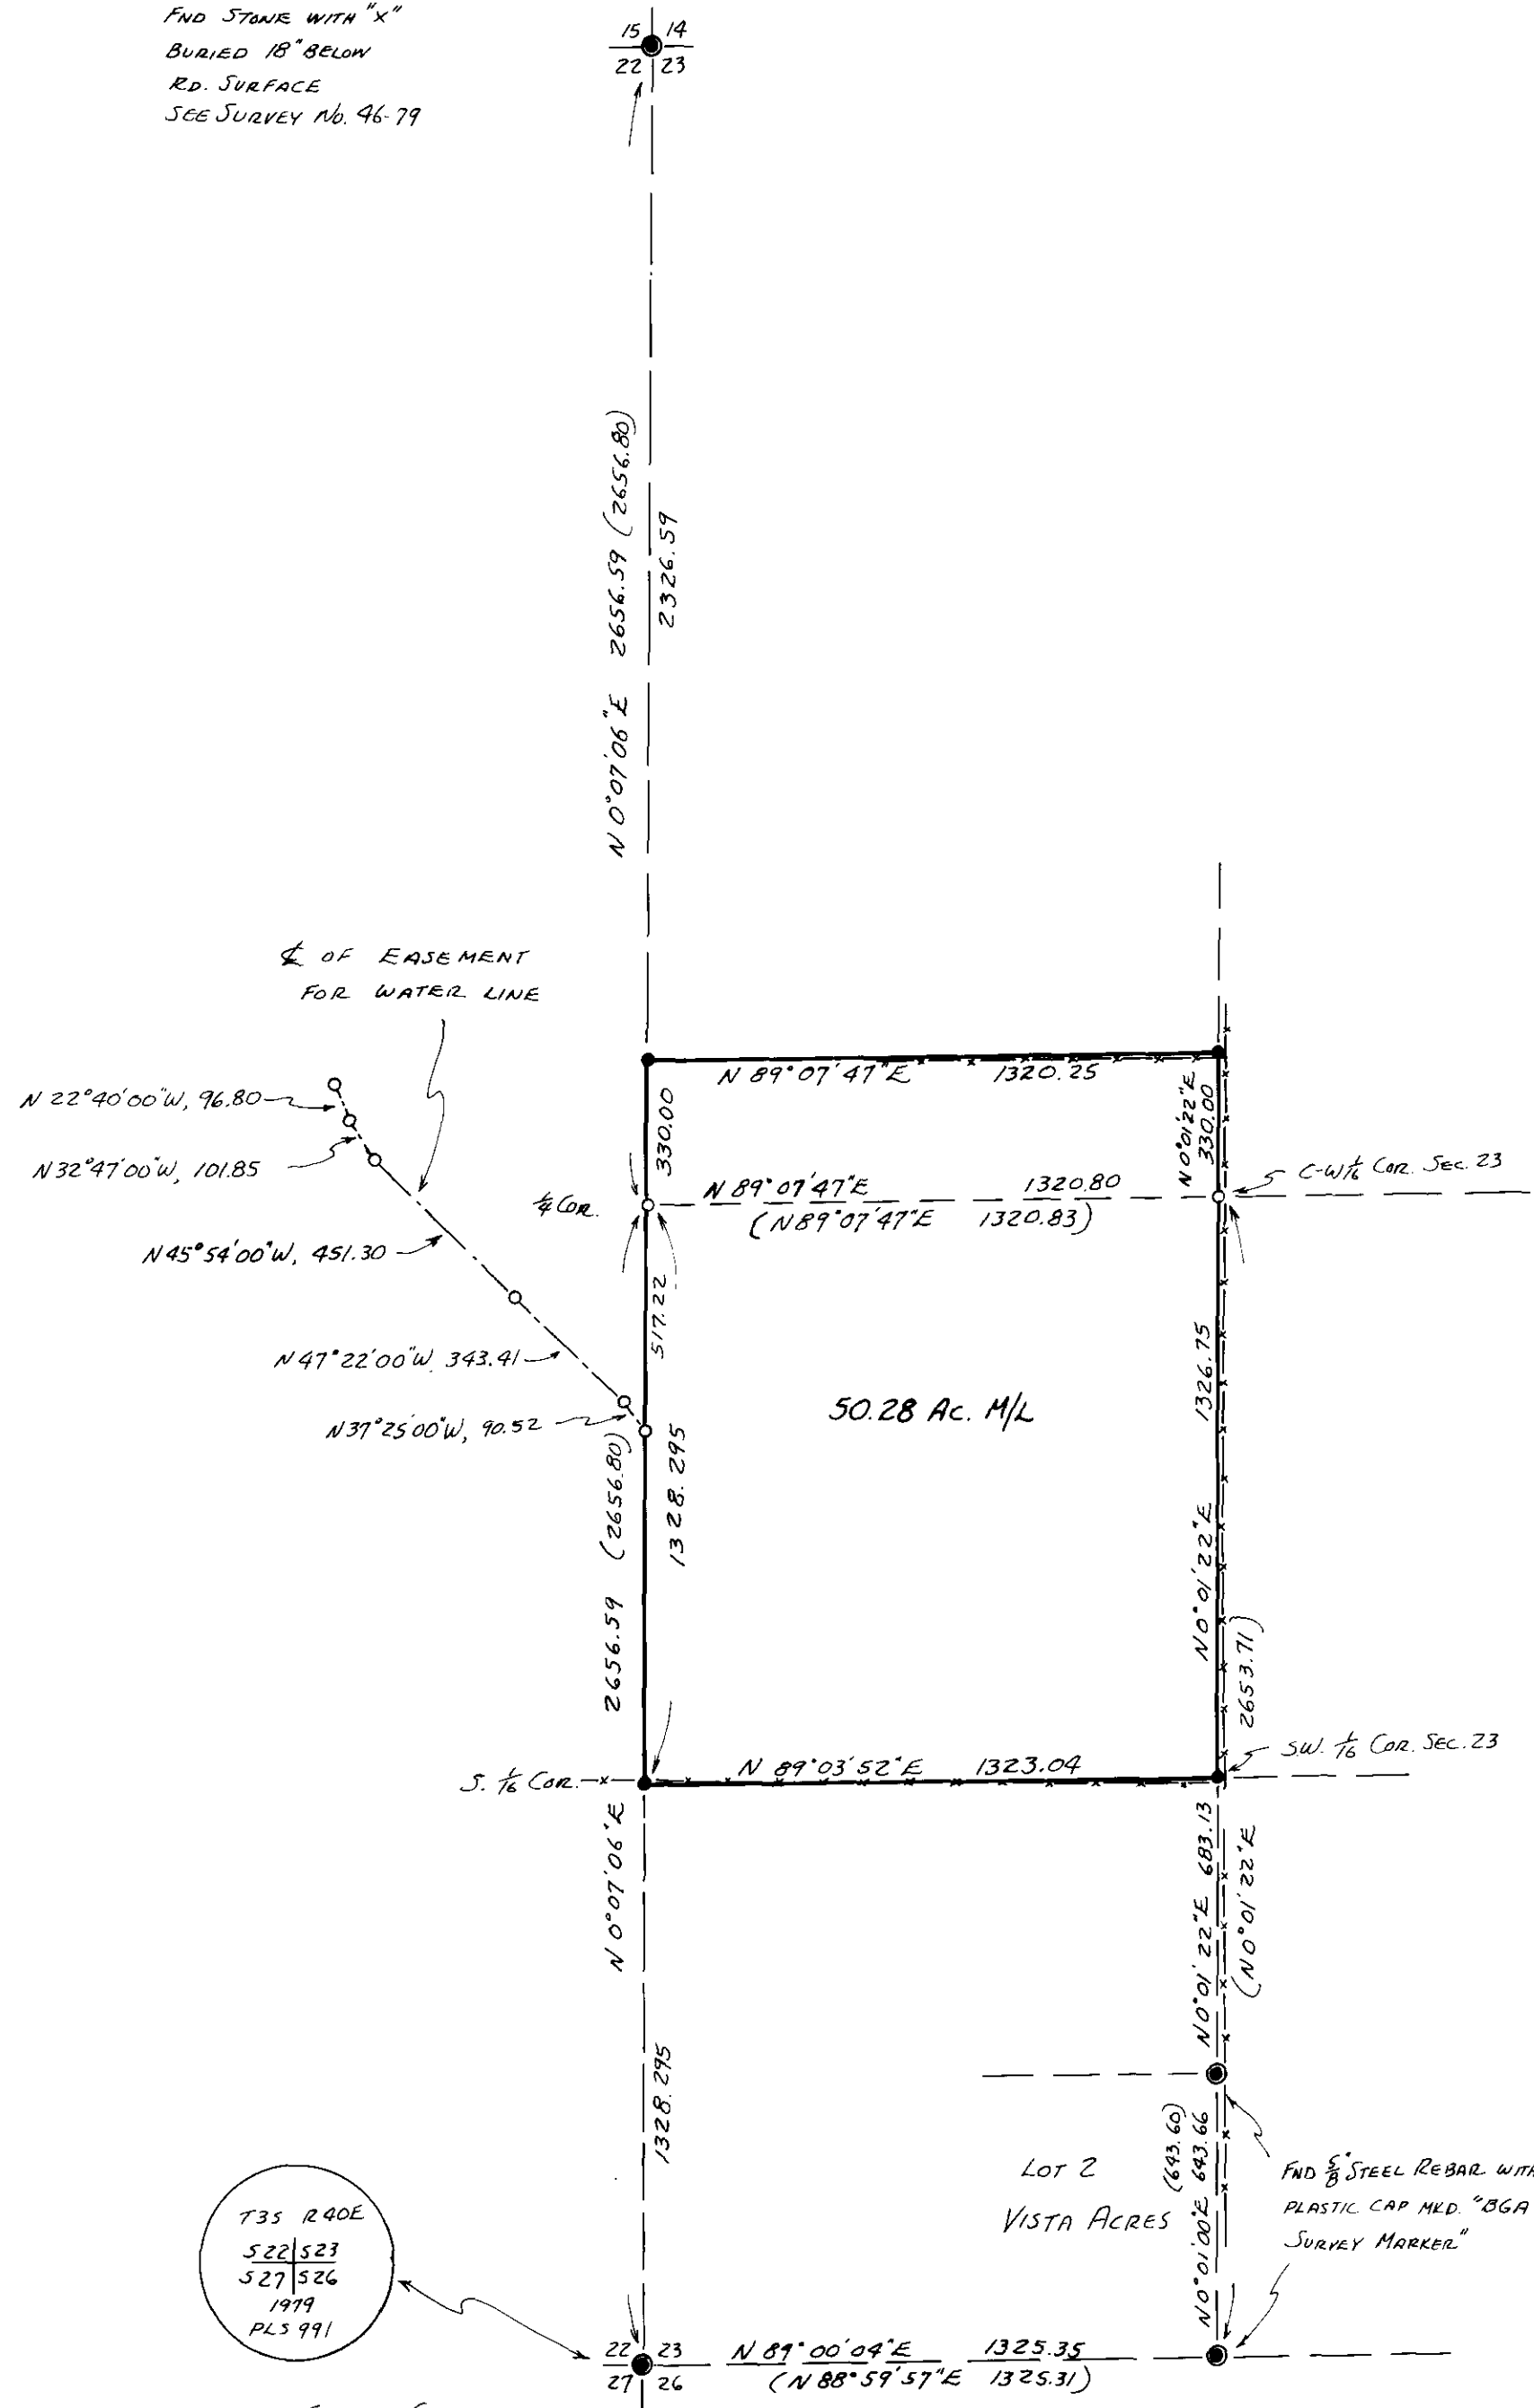 FND STONE WITH "X"
BURIED 18" BELOW
RD. SURFACE
SEE SURVEY No. 46-79
15 14
22 23
N 0°07'06"E 2656.59 (2656.80)
2326.59
℄ OF EASEMENT
FOR WATER LINE
N 22°40'00"W, 96.80
N 32°47'00"W, 101.85
N 45°54'00"W, 451.30
N 47°22'00"W, 343.41
N 37°25'00"W, 90.52
N 89°07'47"E 1320.25
330.00
N 0°01'22"E
330.00
¼ COR.
N 89°07'47"E 1320.80
(N 89°07'47"E 1320.83)
C-W 1/16 COR. SEC. 23
517.22
50.28 AC. M/L
1328.295
N 0°07'06"E 2656.59 (2656.80)
N 0°01'22"E 1326.75
(N 0°01'22"E 2653.71)
S. 1/16 COR.
N 89°03'52"E 1323.04
SW. 1/16 COR. SEC. 23
N 0°01'22"E 683.13
1328.295
LOT 2
VISTA ACRES
(643.60)
N 0°01'00"E 643.66
FND 5/8" STEEL REBAR WITH
PLASTIC CAP MKD. "BGA
SURVEY MARKER"
T3S R40E
S22 S23
S27 S26
1979
PLS 991
22 23
27 26
N 89°00'04"E 1325.35
(N 88°59'57"E 1325.31)